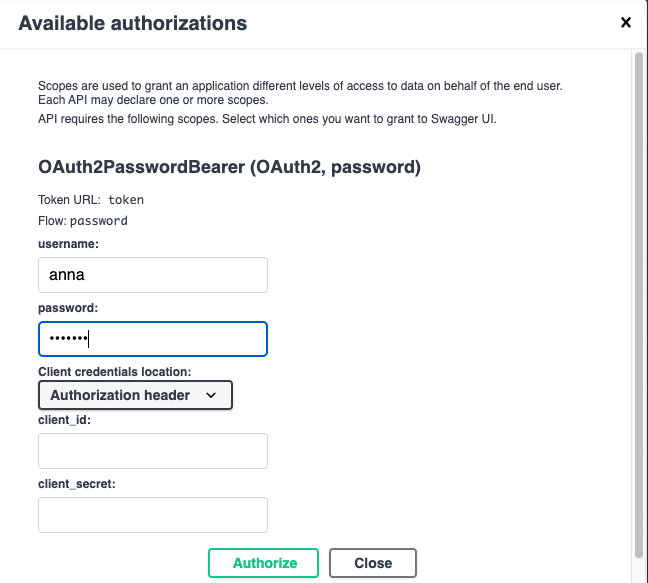 Available authorizations
Scopes are used to grant an application different levels of access to data on behalf of the end user.
Each API may declare one or more scopes.
API requires the following scopes. Select which ones you want to grant to Swagger UI.
OAuth2PasswordBearer (OAuth2, password)
Token URL: token
Flow: password
username:
anna
password:
•••••••
Client credentials location:
Authorization header
client_id:
client_secret:
Authorize Close